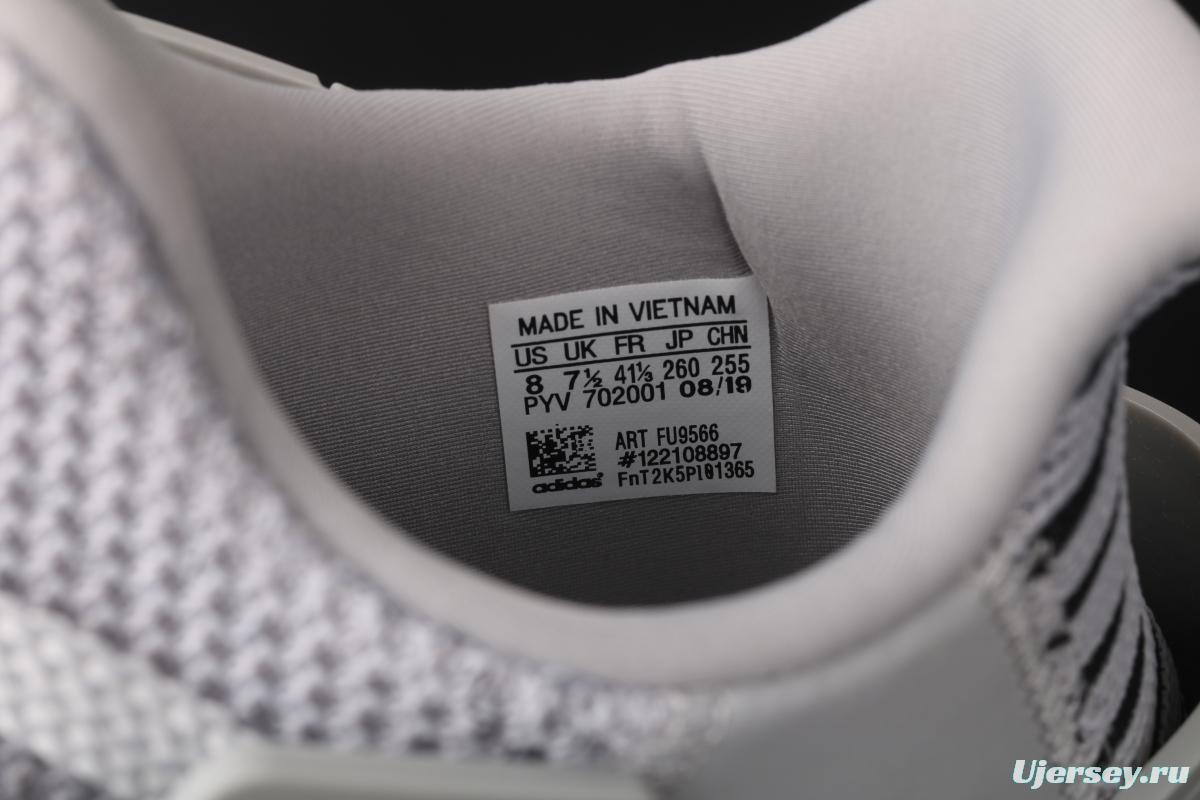 MADE IN VIETNAM
US UK FR JP CHN
8 7½ 41⅓ 260 255
PYV 702001 08/19
ART FU9566
#122108897
adidas FnT2K5Pl01365
Ujersey.ru